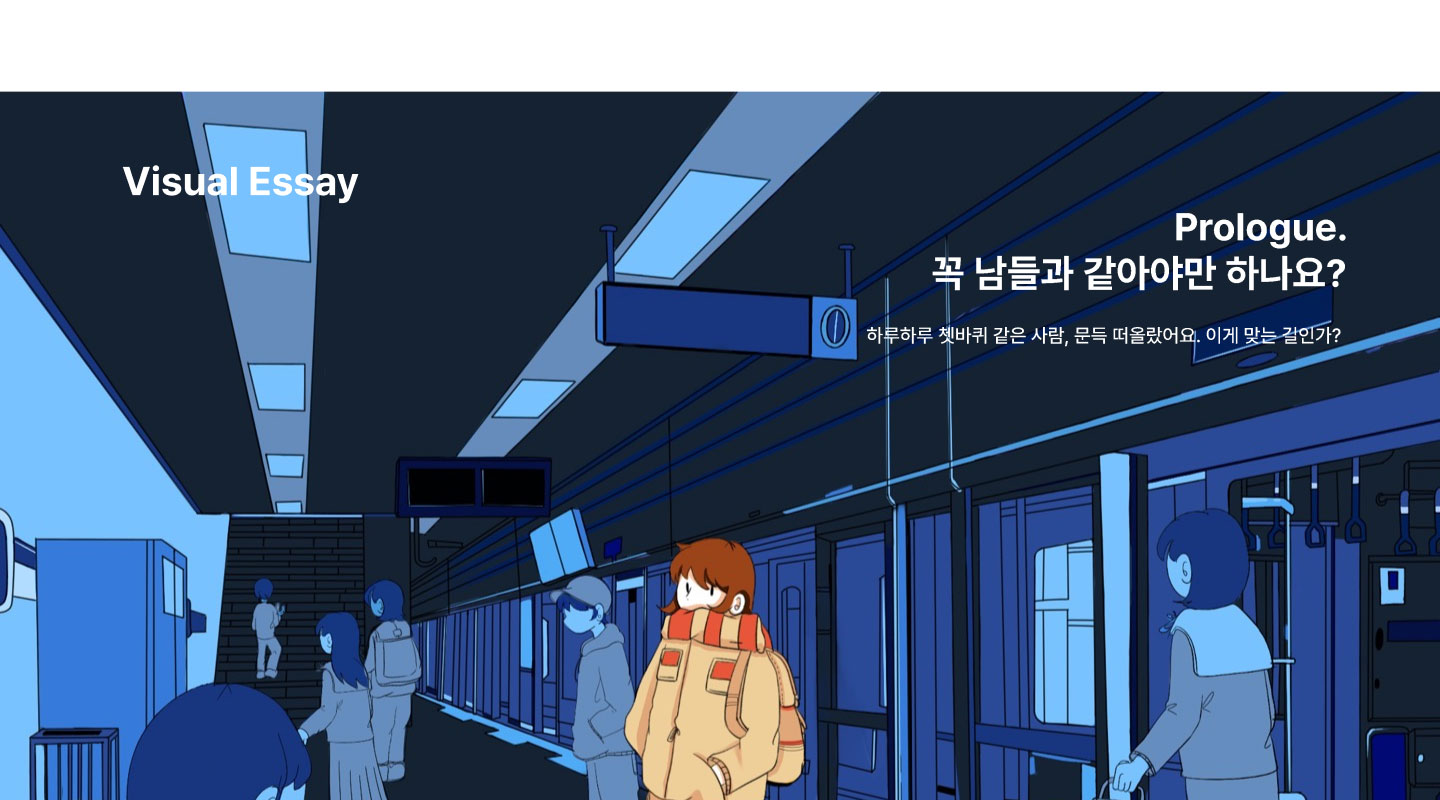 Visual Essay
Prologue.
꼭 남들과 같아야만 하나요?
하루하루 쳇바퀴 같은 사람, 문득 떠올랐어요. 이게 맞는 길인가?